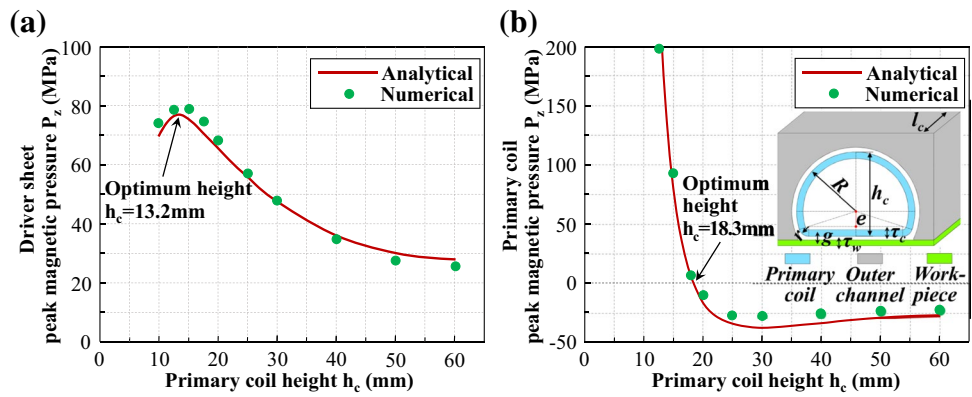 (a)
Driver sheet
peak magnetic pressure P_z (MPa)
100
80
60
40
20
0
0 10 20 30 40 50 60
Primary coil height h_c (mm)
Analytical
Numerical
Optimum height
h_c=13.2mm
(b)
Primary coil
peak magnetic pressure P_z (MPa)
200
150
100
50
0
-50
0 10 20 30 40 50 60
Primary coil height h_c (mm)
Analytical
Numerical
Optimum
height
h_c=18.3mm
l_c
R
h_c
e
r
g
τ_w
τ_c
Primary
coil
Outer
channel
Work-
piece